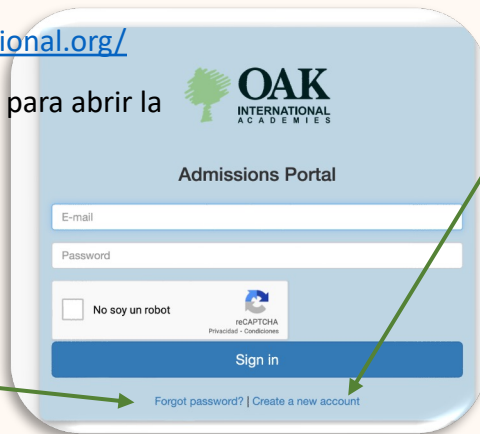 ional.org/
para abrir la
OAK
INTERNATIONAL
ACADEMIES
Admissions Portal
E-mail
Password
No soy un robot
reCAPTCHA
Privacidad - Condiciones
Sign in
Forgot password? | Create a new account